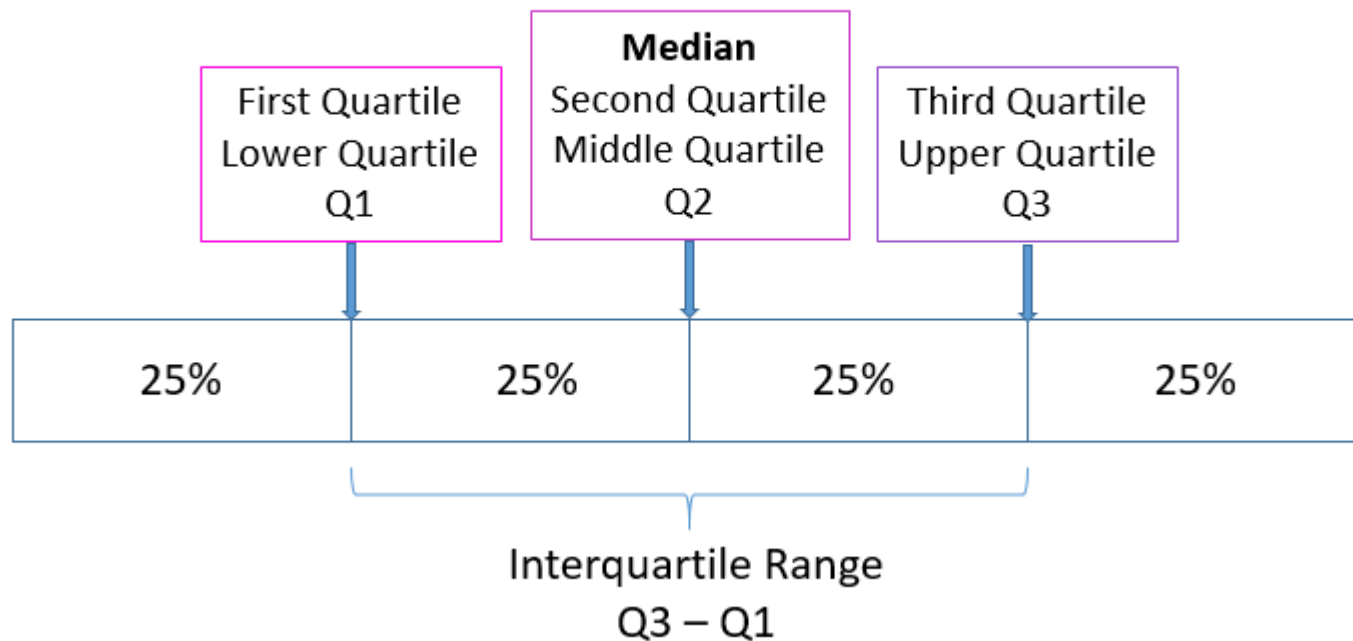 First Quartile
Lower Quartile
Q1
Median
Second Quartile
Middle Quartile
Q2
Third Quartile
Upper Quartile
Q3
25%
25%
25%
25%
Interquartile Range
Q3 – Q1